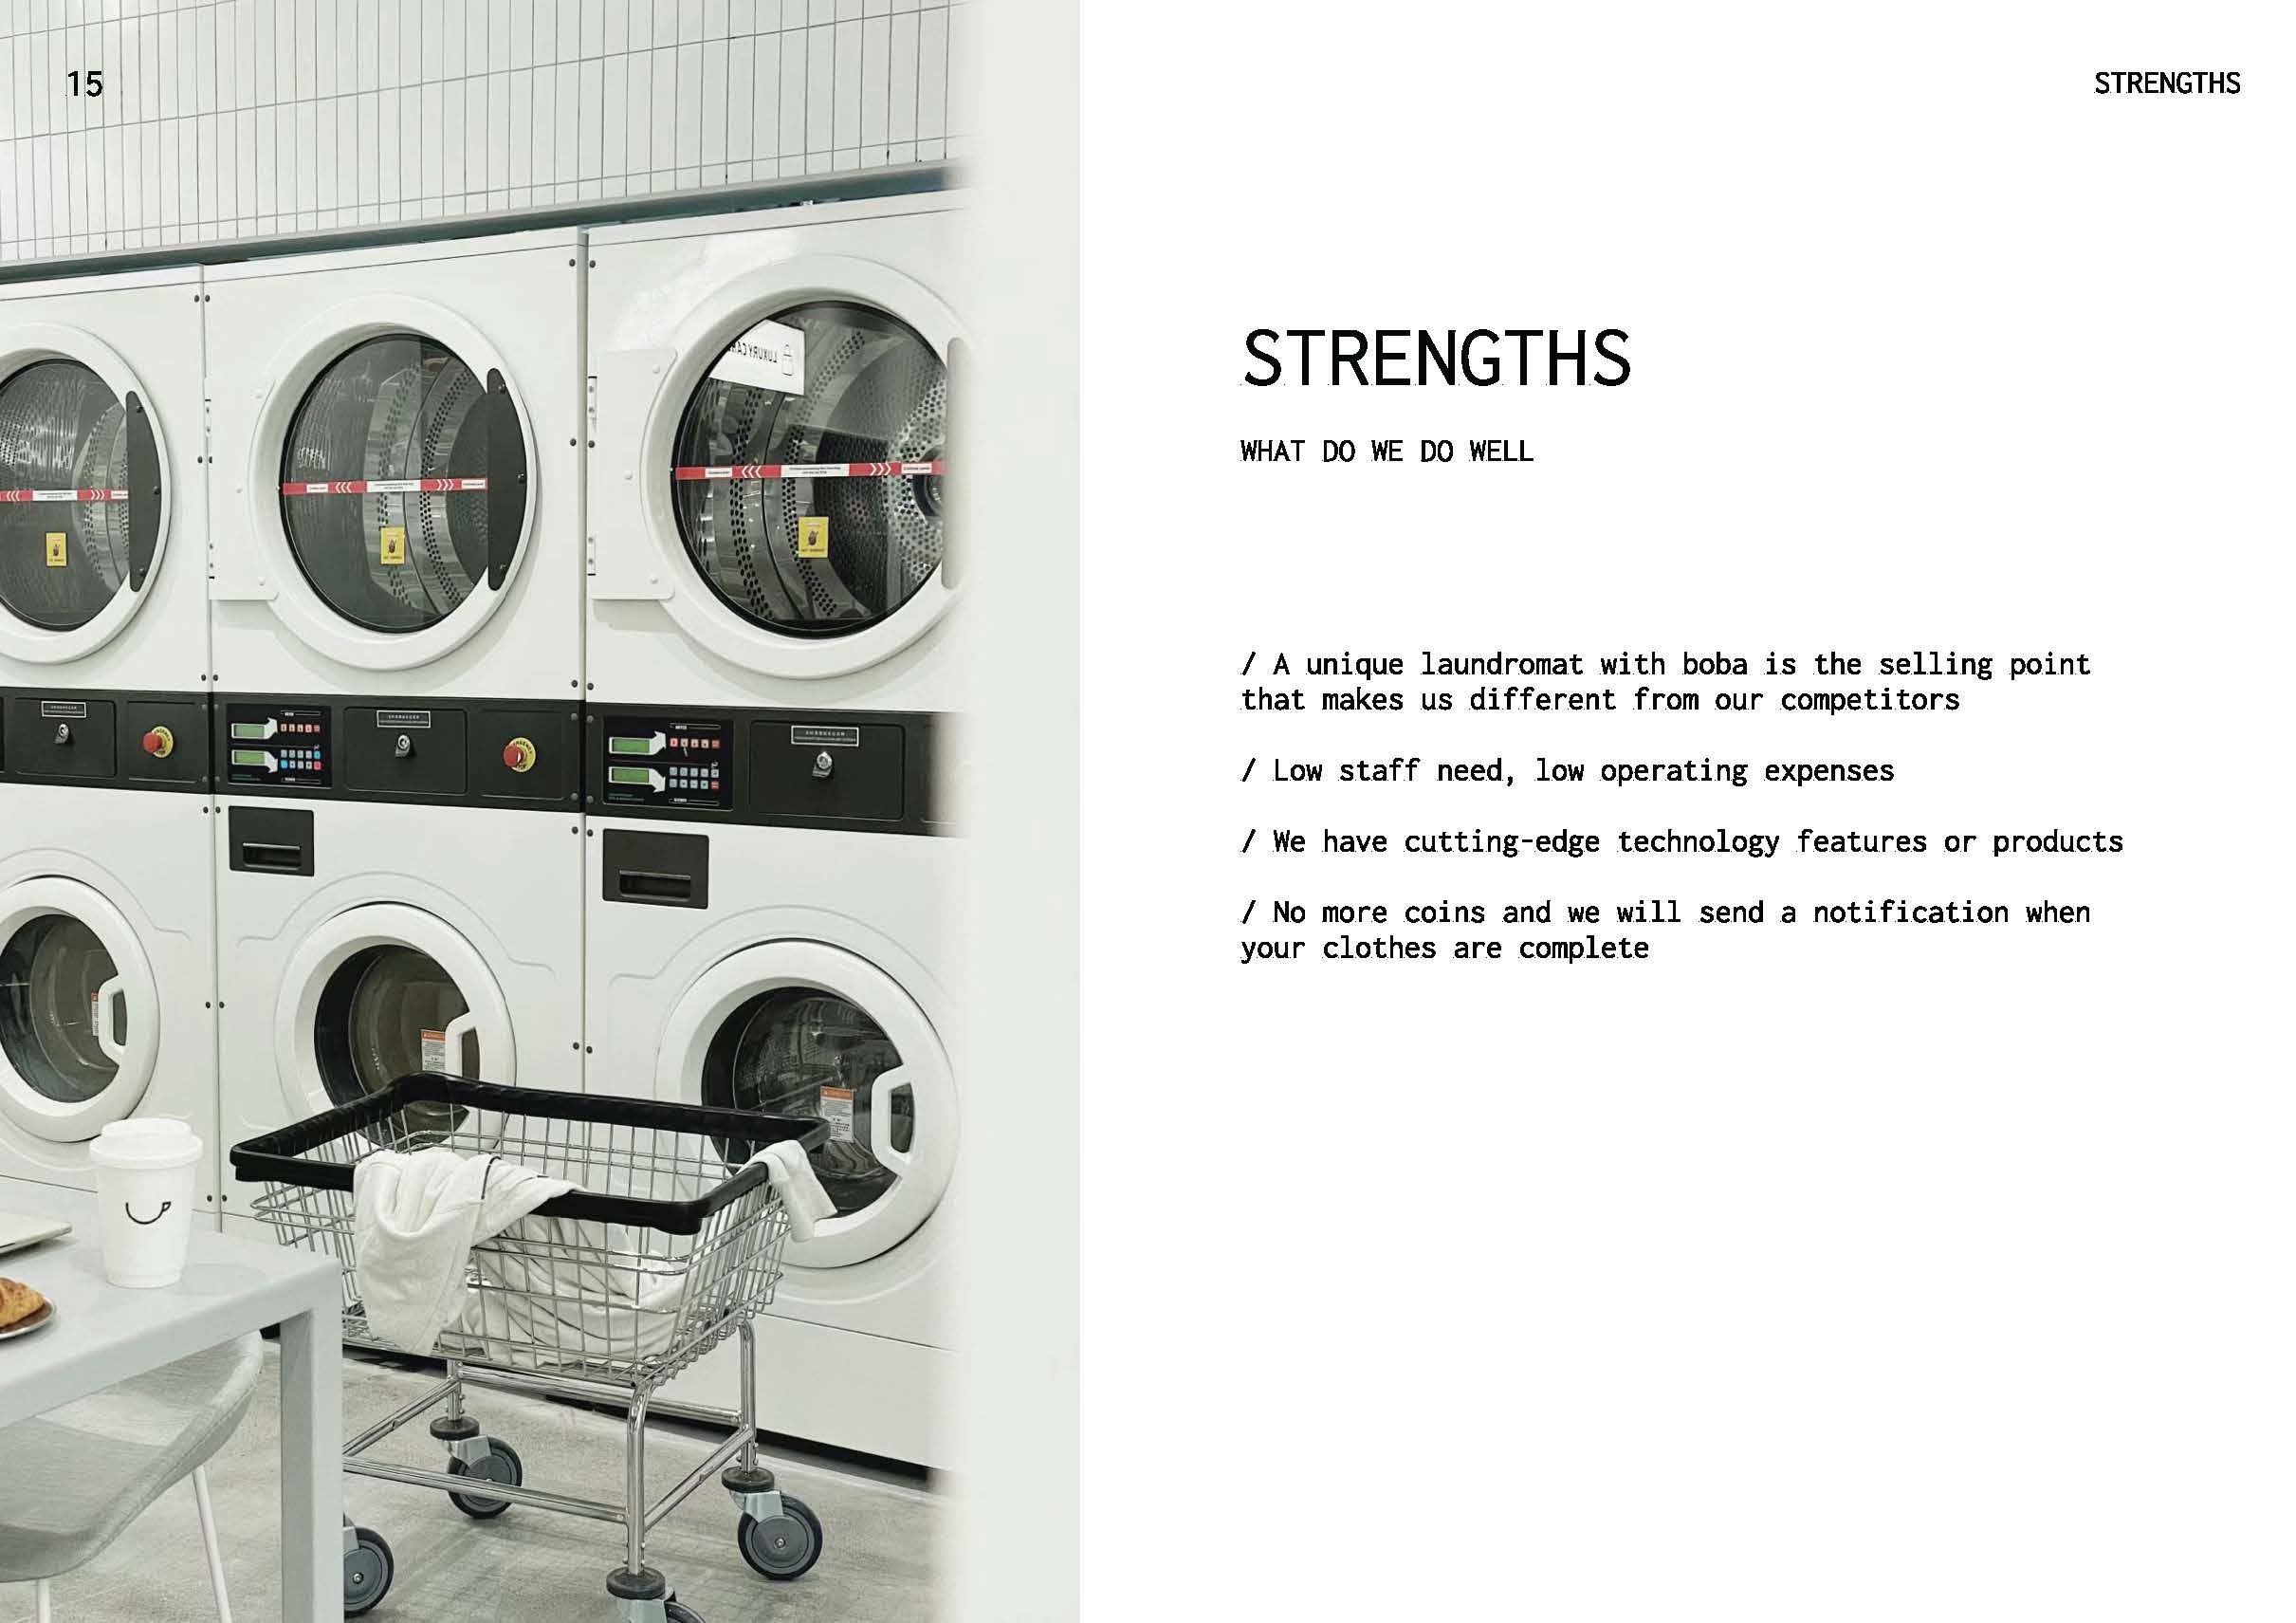 15
STRENGTHS
STRENGTHS
WHAT DO WE DO WELL
/ A unique laundromat with boba is the selling point
that makes us different from our competitors
/ Low staff need, low operating expenses
/ We have cutting-edge technology features or products
/ No more coins and we will send a notification when
your clothes are complete